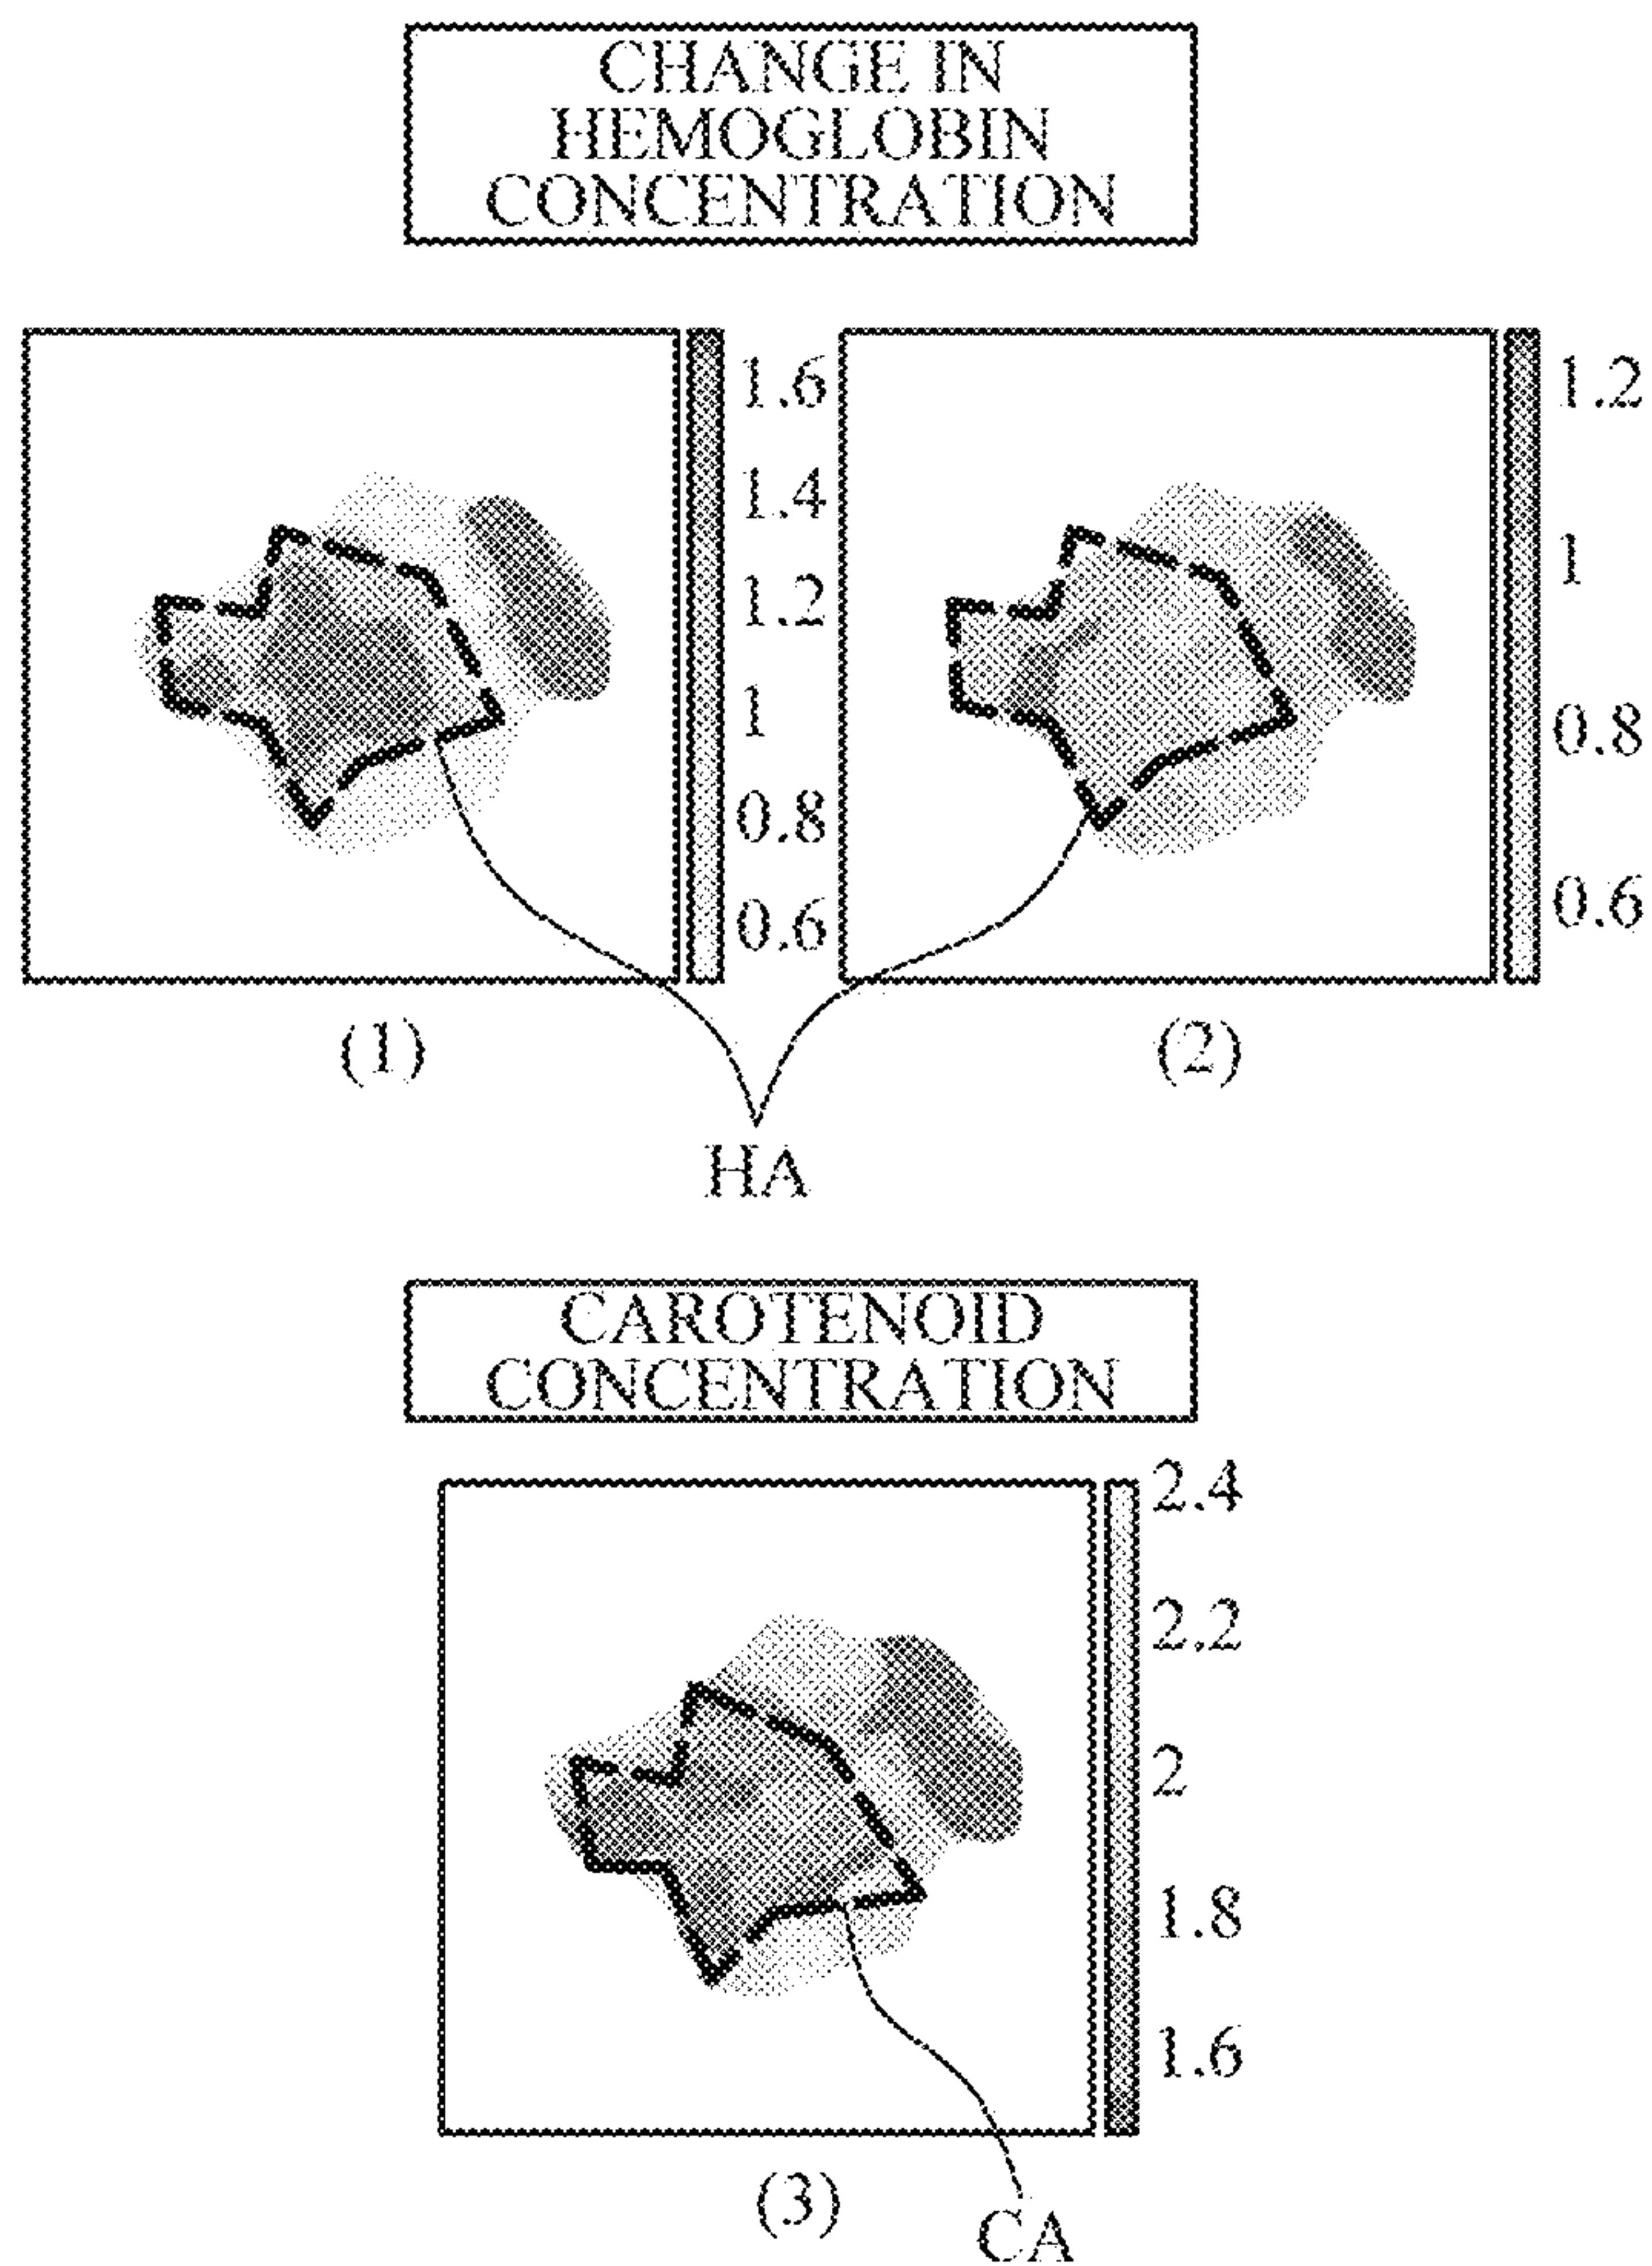 CHANGE IN
HEMOGLOBIN
CONCENTRATION
1.6
1.4
1.2
1
0.8
0.6
1.2
1
0.8
0.6
(1)
(2)
HA
CAROTENOID
CONCENTRATION
2.4
2.2
2
1.8
1.6
(3)
CA